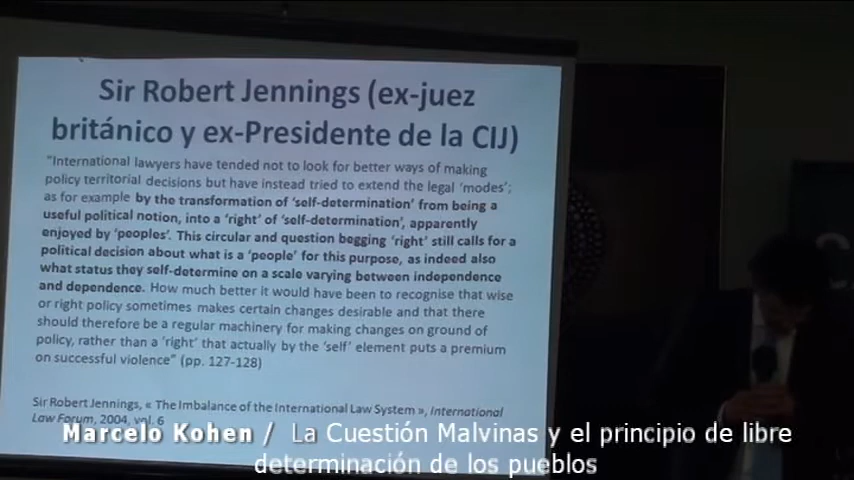 Sir Robert Jennings (ex-juez
británico y ex-Presidente de la CIJ)
"International lawyers have tended not to look for better ways of making
policy territorial decisions but have instead tried to extend the legal 'modes';
as for example by the transformation of 'self-determination' from being a
useful political notion, into a 'right' of 'self-determination', apparently
enjoyed by 'peoples'. This circular and question begging 'right' still calls for a
political decision about what is a 'people' for this purpose, as indeed also
what status they self-determine on a scale varying between independence
and dependence. How much better it would have been to recognise that wise
or right policy sometimes makes certain changes desirable and that there
should therefore be a regular machinery for making changes on ground of
policy, rather than a 'right' that actually by the 'self' element puts a premium
on successful violence" (pp. 127-128)
Sir Robert Jennings, « The Imbalance of the International Law System », International
Law Forum, 2004, vol. 6
Marcelo Kohen / La Cuestión Malvinas y el principio de libre
determinación de los pueblos